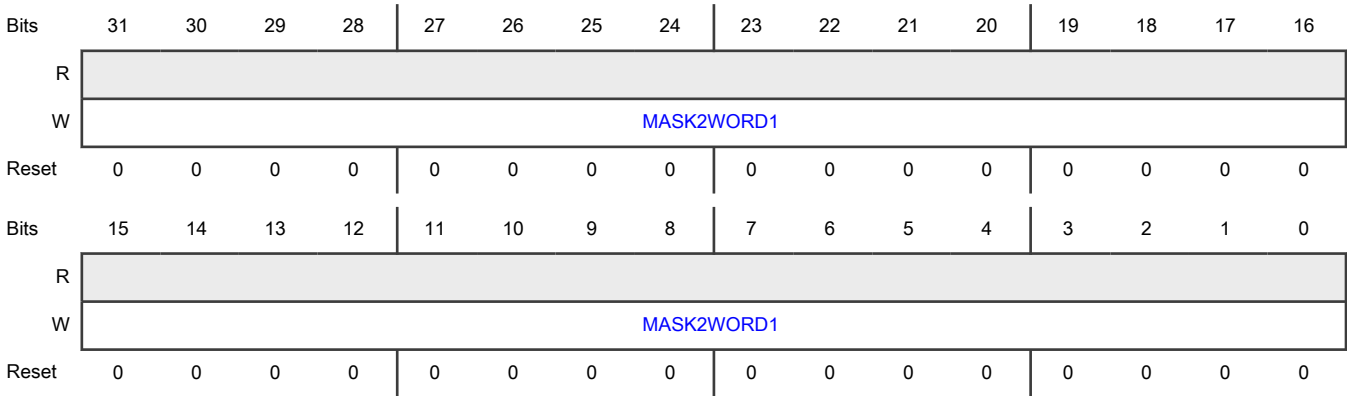 Bits 31 30 29 28 27 26 25 24 23 22 21 20 19 18 17 16
R
W MASK2WORD1
Reset 0 0 0 0 0 0 0 0 0 0 0 0 0 0 0 0
Bits 15 14 13 12 11 10 9 8 7 6 5 4 3 2 1 0
R
W MASK2WORD1
Reset 0 0 0 0 0 0 0 0 0 0 0 0 0 0 0 0